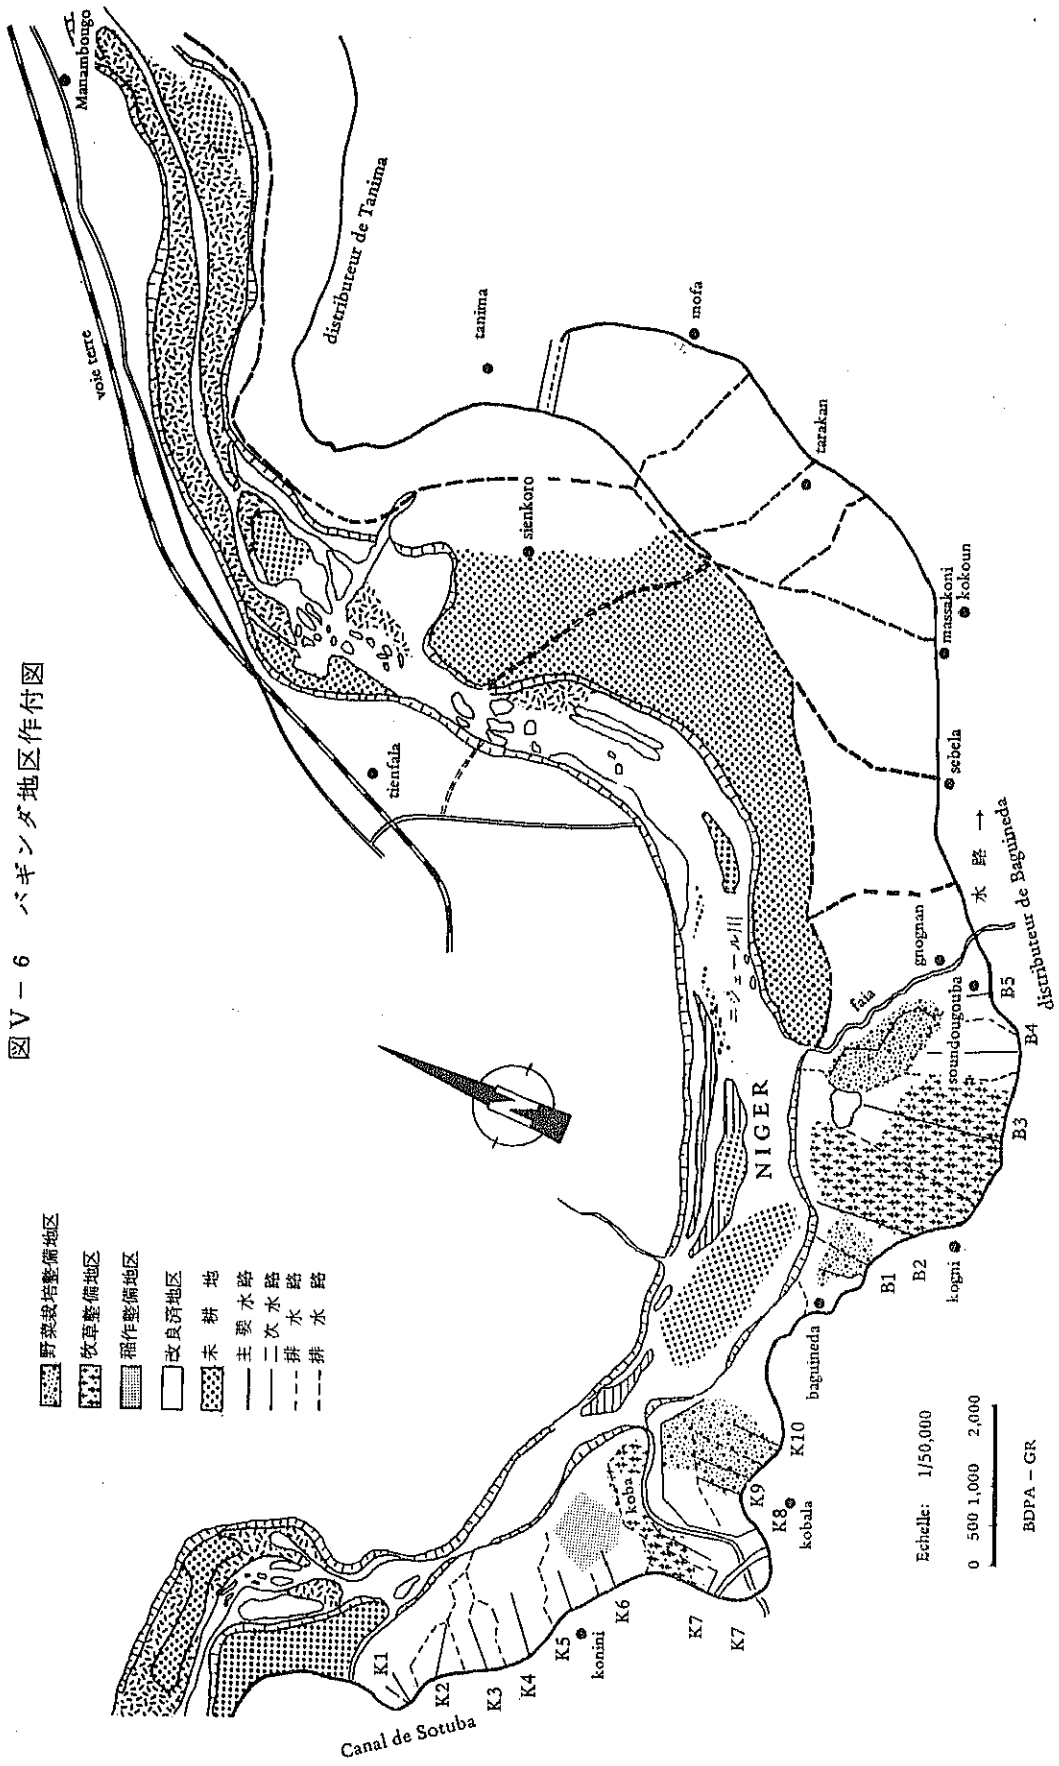 図V－6　バギンダ地区作付図
野菜栽培整備地区
牧草整備地区
稲作整備地区
改良済地区
未耕地
主要水路
二次水路
排水路
排水路
Manambougo
voie terre
distributeur de Tanima
tanima
mofa
tarakan
sienkoro
massakoni
kokoun
sebela
tienfala
水路 →
distributeur de Baguineda
gnognan
faia
soundougouba
ニジェール川
NIGER
B5
B4
B3
B2
B1
kogni
baguineda
K10
K9
K8
kobala
koba
K7
K7
K6
konini
K5
K4
K3
K2
K1
Canal de Sotuba
Echelle: 1/50,000
0 500 1,000 2,000
BDPA – GR